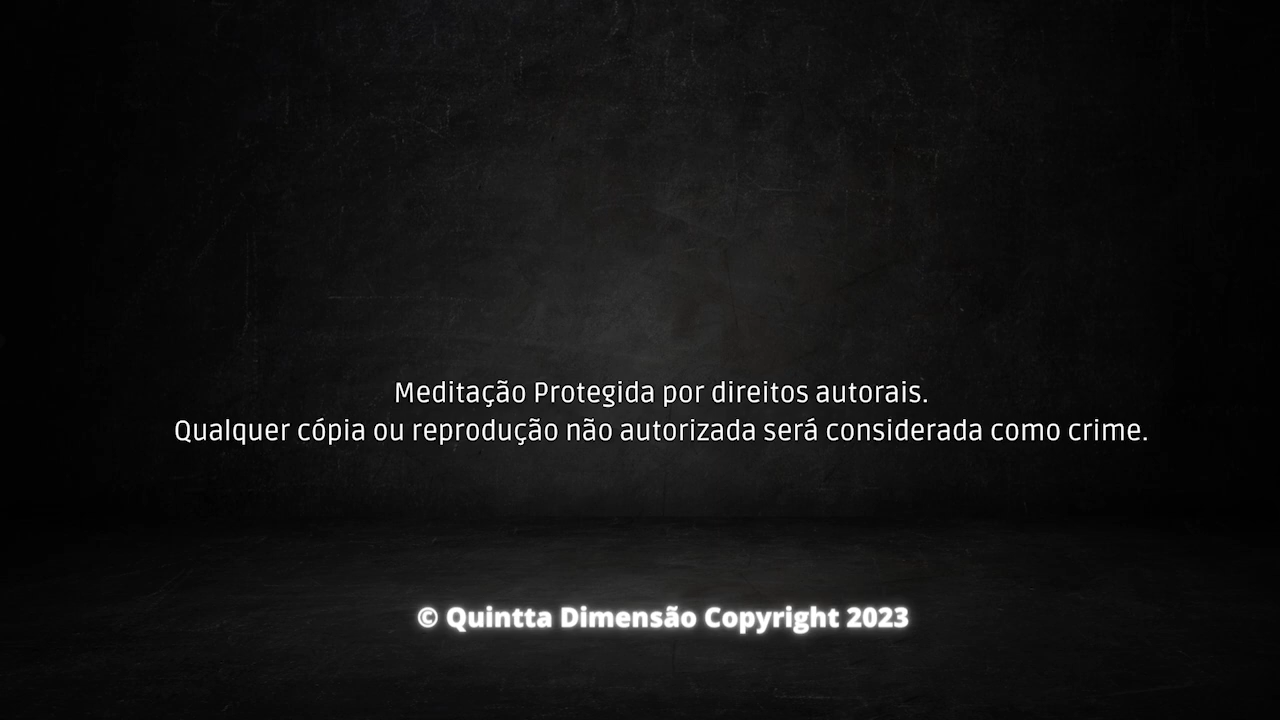 Meditação Protegida por direitos autorais.
Qualquer cópia ou reprodução não autorizada será considerada como crime.
© Quintta Dimensão Copyright 2023